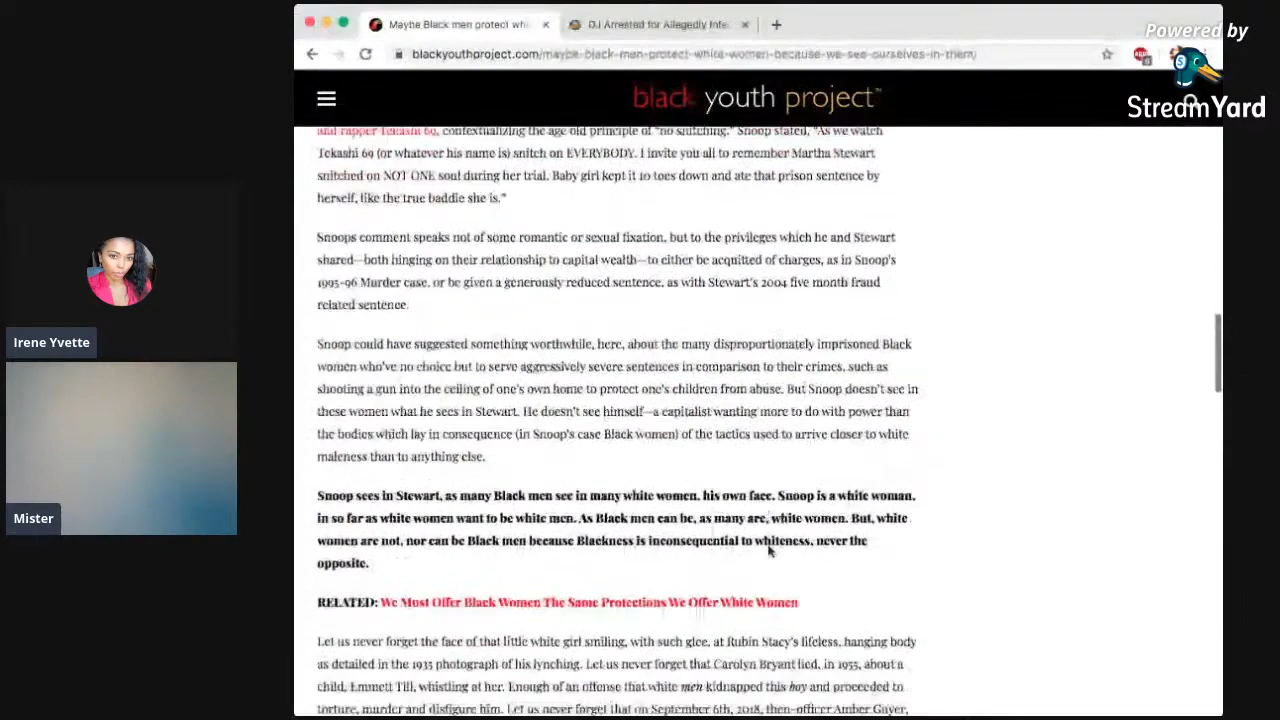 Maybe Black men protect whi
DJ Arrested for Allegedly Inte
Powered by
blackyouthproject.com/maybe-black-men-protect-white-women-because-we-see-ourselves-in-them/
StreamYard
black youth project™
and rapper Tekashi 69, contextualizing the age old principle of "no snitching." Snoop stated, "As we watch
Tekashi 69 (or whatever his name is) snitch on EVERYBODY. I invite you all to remember Martha Stewart
snitched on NOT ONE soul during her trial. Baby girl kept it 10 toes down and ate that prison sentence by
herself, like the true baddie she is."
Snoops comment speaks not of some romantic or sexual fixation, but to the privileges which he and Stewart
shared—both hinging on their relationship to capital wealth—to either be acquitted of charges, as in Snoop's
1995-96 Murder case, or be given a generously reduced sentence, as with Stewart's 2004 five month fraud
related sentence.
Irene Yvette
Snoop could have suggested something worthwhile, here, about the many disproportionately imprisoned Black
women who've no choice but to serve aggressively severe sentences in comparison to their crimes, such as
shooting a gun into the ceiling of one's own home to protect one's children from abuse. But Snoop doesn't see in
these women what he sees in Stewart. He doesn't see himself—a capitalist wanting more to do with power than
the bodies which lay in consequence (in Snoop's case Black women) of the tactics used to arrive closer to white
maleness than to anything else.
Snoop sees in Stewart, as many Black men see in many white women, his own face. Snoop is a white woman,
in so far as white women want to be white men. As Black men can be, as many are, white women. But, white
women are not, nor can be Black men because Blackness is inconsequential to whiteness, never the
opposite.
Mister
RELATED: We Must Offer Black Women The Same Protections We Offer White Women
Let us never forget the face of that little white girl smiling, with such glee, at Rubin Stacy's lifeless, hanging body
as detailed in the 1935 photograph of his lynching. Let us never forget that Carolyn Bryant lied, in 1955, about a
child, Emmett Till, whistling at her. Enough of an offense that white men kidnapped this boy and proceeded to
torture, murder and disfigure him. Let us never forget that on September 6th, 2018, then-officer Amber Guyer,